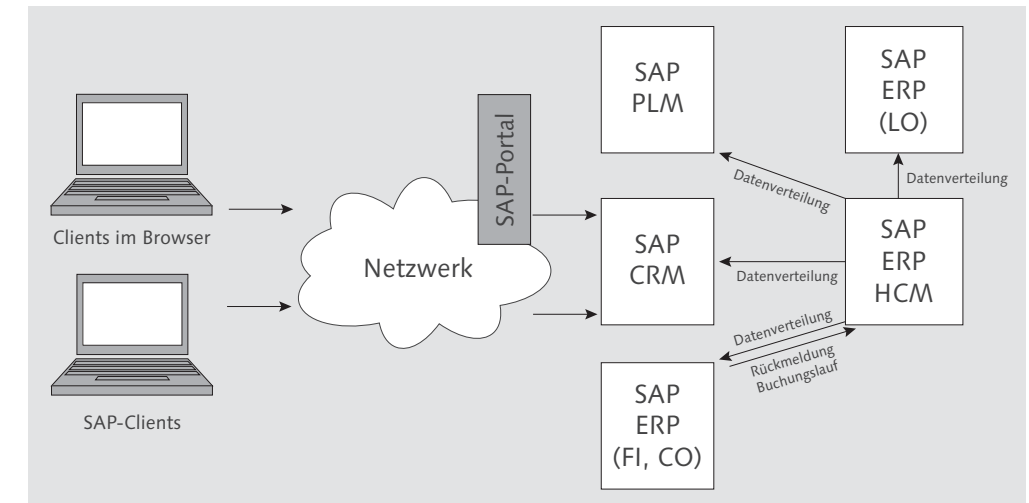 Clients im Browser
SAP-Clients
Netzwerk
SAP-Portal
SAP
PLM
SAP
ERP
(LO)
Datenverteilung
Datenverteilung
SAP
CRM
Datenverteilung
SAP
ERP
HCM
Datenverteilung
Rückmeldung
Buchungslauf
SAP
ERP
(FI, CO)